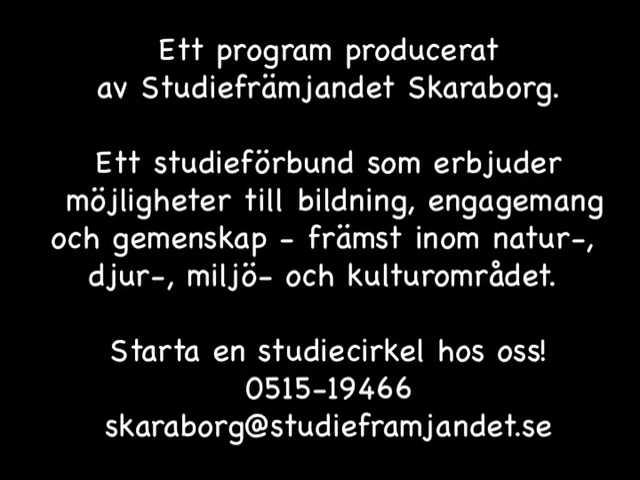 Ett program producerat
av Studiefrämjandet Skaraborg.
Ett studieförbund som erbjuder
möjligheter till bildning, engagemang
och gemenskap - främst inom natur-,
djur-, miljö- och kulturområdet.
Starta en studiecirkel hos oss!
0515-19466
skaraborg@studieframjandet.se